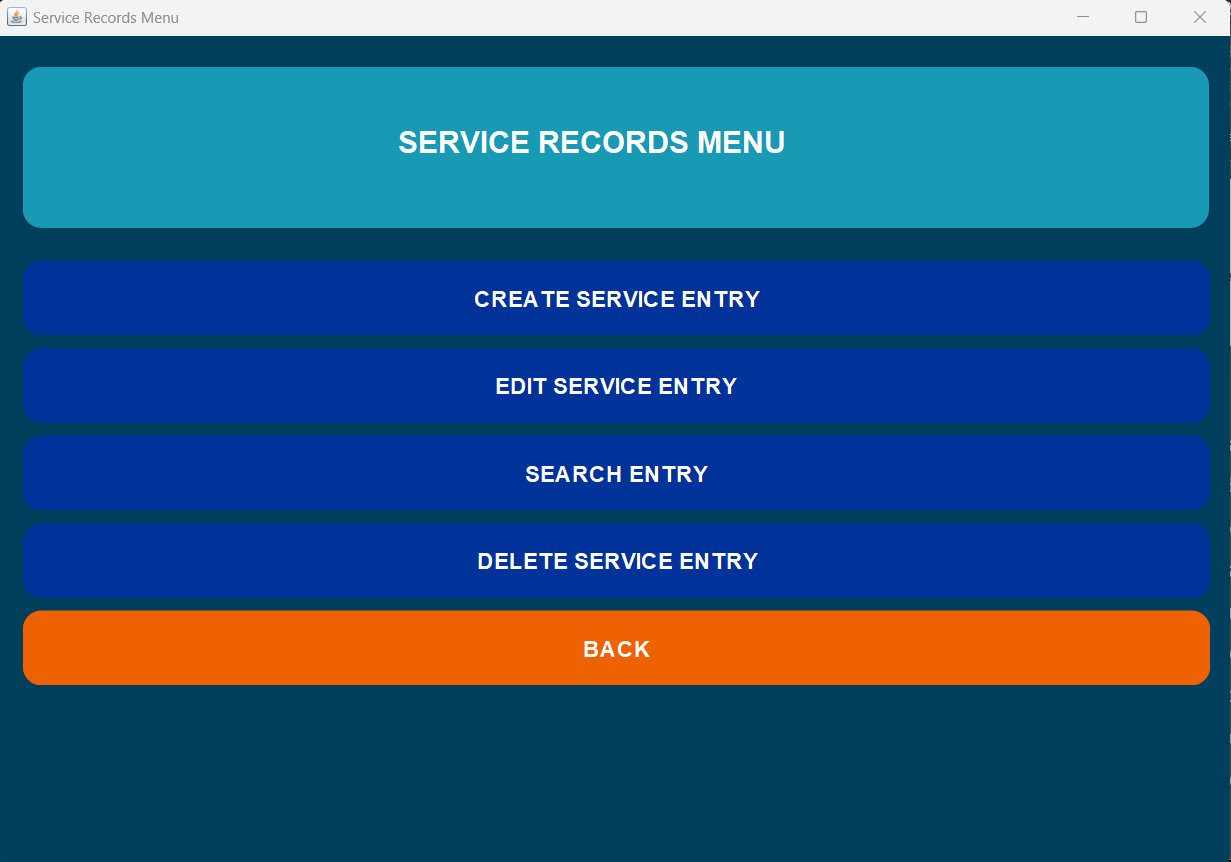 Service Records Menu
SERVICE RECORDS MENU
CREATE SERVICE ENTRY
EDIT SERVICE ENTRY
SEARCH ENTRY
DELETE SERVICE ENTRY
BACK